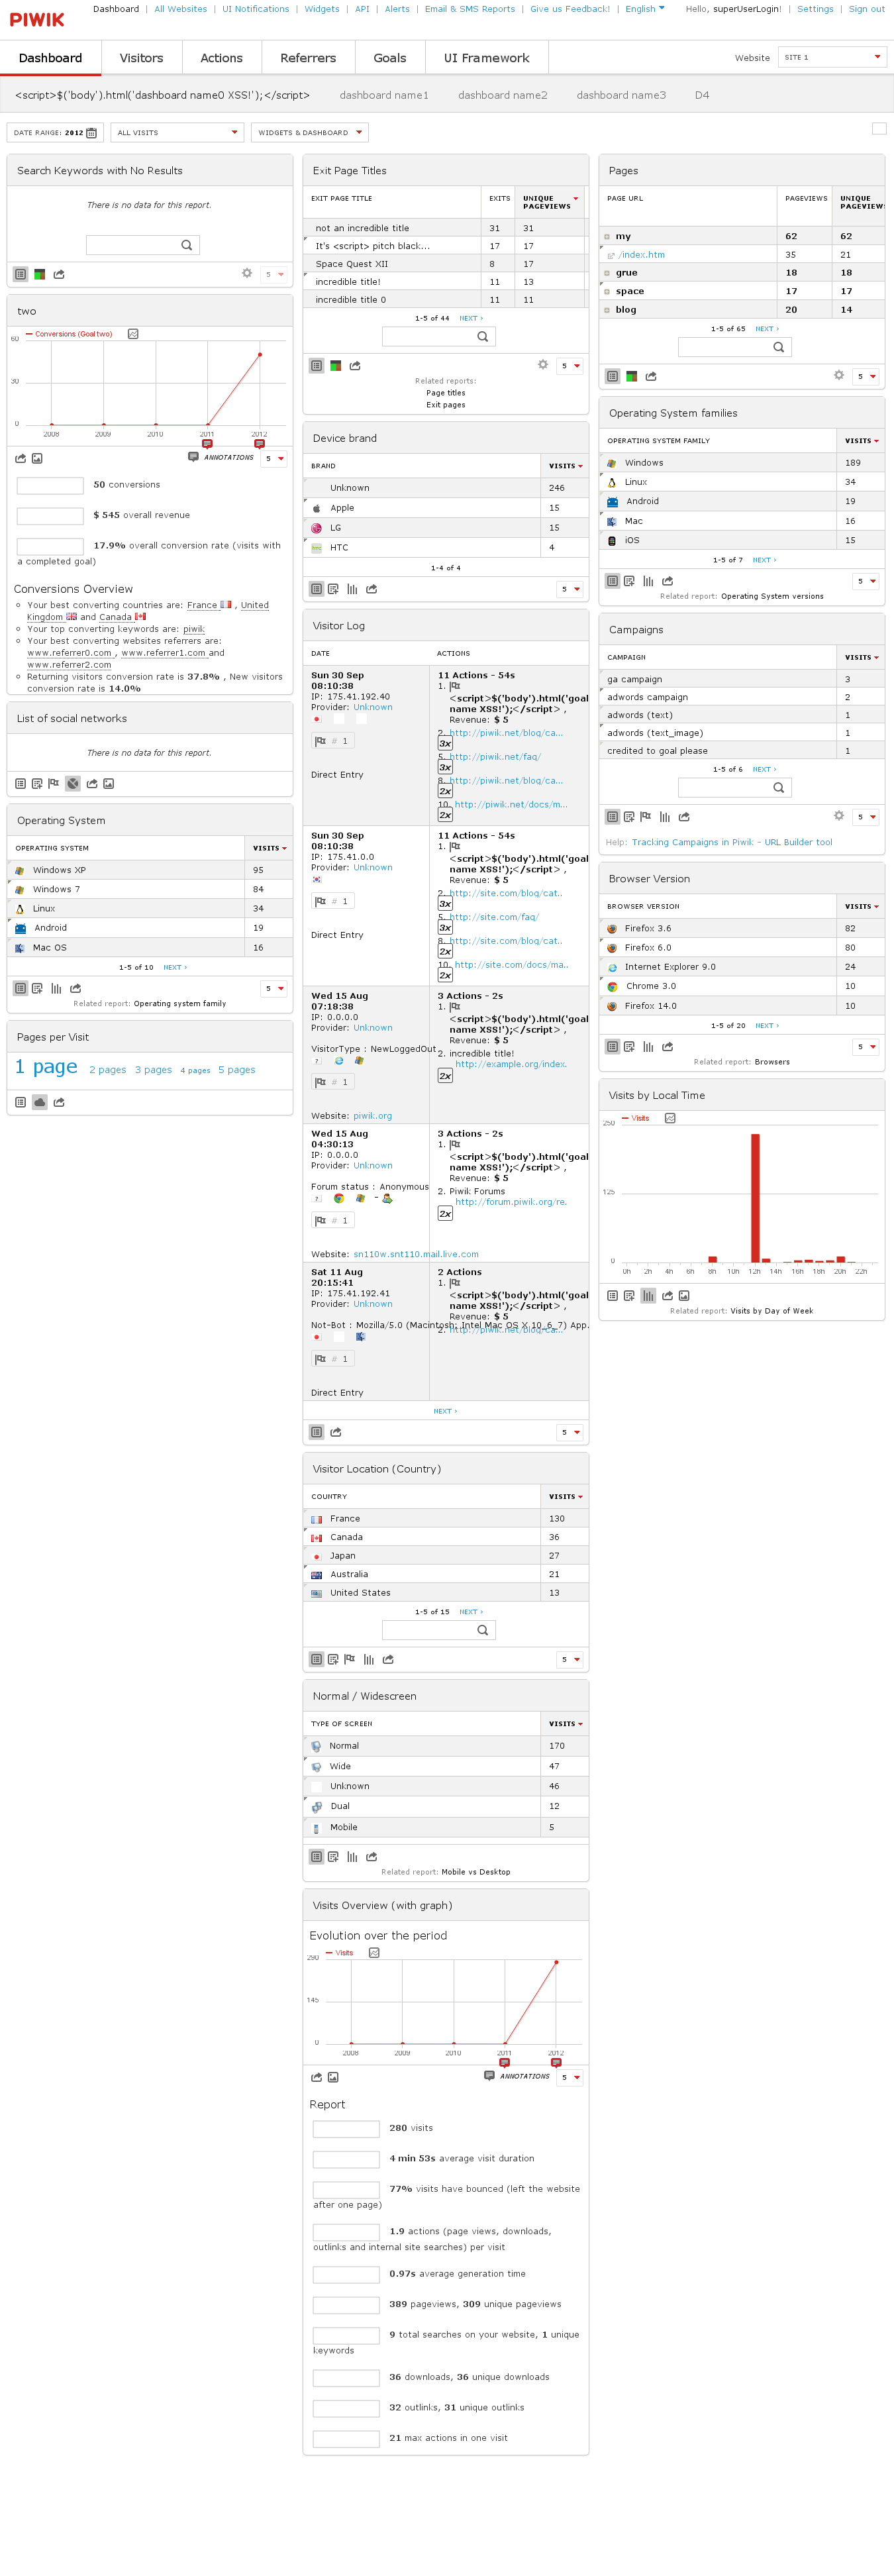 PIWIK
Dashboard | All Websites | UI Notifications | Widgets | API | Alerts | Email & SMS Reports | Give us Feedback! | English
Hello, superUserLogin! | Settings | Sign out
Dashboard Visitors Actions Referrers Goals UI Framework
Website SITE 1
<script>$('body').html('dashboard name0 XSS!');</script> dashboard name1 dashboard name2 dashboard name3 D4
DATE RANGE: 2012 ALL VISITS WIDGETS & DASHBOARD
Search Keywords with No Results
There is no data for this report.
5
two
Conversions (Goal two)
60
30
0
2008 2009 2010 2011 2012
ANNOTATIONS 5
50 conversions
$ 545 overall revenue
17.9% overall conversion rate (visits with
a completed goal)
Conversions Overview
Your best converting countries are: France , United
Kingdom and Canada
Your top converting keywords are: piwik
Your best converting websites referrers are:
www.referrer0.com , www.referrer1.com and
www.referrer2.com
Returning visitors conversion rate is 37.8% , New visitors
conversion rate is 14.0%
List of social networks
There is no data for this report.
Operating System
OPERATING SYSTEM VISITS
Windows XP 95
Windows 7 84
Linux 34
Android 19
Mac OS 16
1-5 of 10 NEXT ›
5
Related report: Operating system family
Pages per Visit
1 page 2 pages 3 pages 4 pages 5 pages
Exit Page Titles
EXIT PAGE TITLE EXITS UNIQUE
PAGEVIEWS
not an incredible title 31 31
It's <script> pitch black... 17 17
Space Quest XII 8 17
incredible title! 11 13
incredible title 0 11 11
1-5 of 44 NEXT ›
5
Related reports:
Page titles
Exit pages
Device brand
BRAND VISITS
Unknown 246
Apple 15
LG 15
HTC 4
1-4 of 4
5
Visitor Log
DATE ACTIONS
Sun 30 Sep
08:10:38
IP: 175.41.192.40
Provider: Unknown
# 1
Direct Entry
11 Actions - 54s
1.
<script>$('body').html('goal
name XSS!');</script> ,
Revenue: $ 5
2. http://piwik.net/blog/ca...
3x
5. http://piwik.net/faq/
3x
8. http://piwik.net/blog/ca...
2x
10. http://piwik.net/docs/m...
2x
Sun 30 Sep
08:10:38
IP: 175.41.0.0
Provider: Unknown
# 1
Direct Entry
11 Actions - 54s
1.
<script>$('body').html('goal
name XSS!');</script> ,
Revenue: $ 5
2. http://site.com/blog/cat..
3x
5. http://site.com/faq/
3x
8. http://site.com/blog/cat..
2x
10. http://site.com/docs/ma..
2x
Wed 15 Aug
07:18:38
IP: 0.0.0.0
Provider: Unknown
VisitorType : NewLoggedOut
# 1
Website: piwik.org
3 Actions - 2s
1.
<script>$('body').html('goal
name XSS!');</script> ,
Revenue: $ 5
2. incredible title!
http://example.org/index.
2x
Wed 15 Aug
04:30:13
IP: 0.0.0.0
Provider: Unknown
Forum status : Anonymous
-
# 1
Website: sn110w.snt110.mail.live.com
3 Actions - 2s
1.
<script>$('body').html('goal
name XSS!');</script> ,
Revenue: $ 5
2. Piwik Forums
http://forum.piwik.org/re.
2x
Sat 11 Aug
20:15:41
IP: 175.41.192.41
Provider: Unknown
Not-Bot : Mozilla/5.0 (Macintosh; Intel Mac OS X 10_6_7) App.
# 1
Direct Entry
2 Actions
1.
<script>$('body').html('goal
name XSS!');</script> ,
Revenue: $ 5
2. http://piwik.net/blog/ca...
NEXT ›
5
Visitor Location (Country)
COUNTRY VISITS
France 130
Canada 36
Japan 27
Australia 21
United States 13
1-5 of 15 NEXT ›
5
Normal / Widescreen
TYPE OF SCREEN VISITS
Normal 170
Wide 47
Unknown 46
Dual 12
Mobile 5
Related report: Mobile vs Desktop
Visits Overview (with graph)
Evolution over the period
Visits
290
145
0
2008 2009 2010 2011 2012
ANNOTATIONS 5
Report
280 visits
4 min 53s average visit duration
77% visits have bounced (left the website
after one page)
1.9 actions (page views, downloads,
outlinks and internal site searches) per visit
0.97s average generation time
389 pageviews, 309 unique pageviews
9 total searches on your website, 1 unique
keywords
36 downloads, 36 unique downloads
32 outlinks, 31 unique outlinks
21 max actions in one visit
Pages
PAGE URL PAGEVIEWS UNIQUE
PAGEVIEWS
my 62 62
/index.htm 35 21
grue 18 18
space 17 17
blog 20 14
1-5 of 65 NEXT ›
5
Operating System families
OPERATING SYSTEM FAMILY VISITS
Windows 189
Linux 34
Android 19
Mac 16
iOS 15
1-5 of 7 NEXT ›
5
Related report: Operating System versions
Campaigns
CAMPAIGN VISITS
ga campaign 3
adwords campaign 2
adwords (text) 1
adwords (text_image) 1
credited to goal please 1
1-5 of 6 NEXT ›
5
Help: Tracking Campaigns in Piwik - URL Builder tool
Browser Version
BROWSER VERSION VISITS
Firefox 3.6 82
Firefox 6.0 80
Internet Explorer 9.0 24
Chrome 3.0 10
Firefox 14.0 10
1-5 of 20 NEXT ›
5
Related report: Browsers
Visits by Local Time
Visits
250
125
0
0h 2h 4h 6h 8h 10h 12h 14h 16h 18h 20h 22h
Related report: Visits by Day of Week